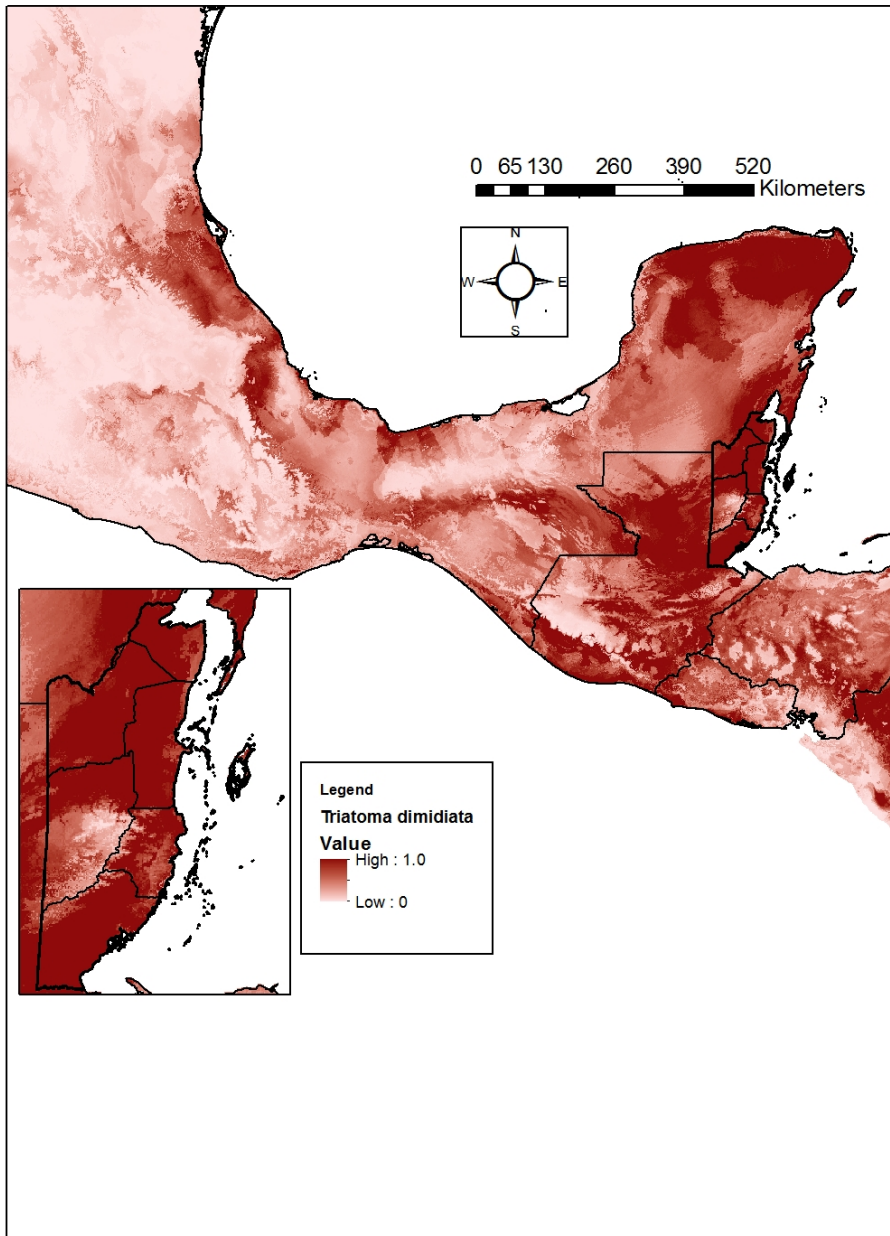 0 65 130 260 390 520
Kilometers
N
W E
S
Legend
Triatoma dimidiata
Value
High : 1.0
Low : 0